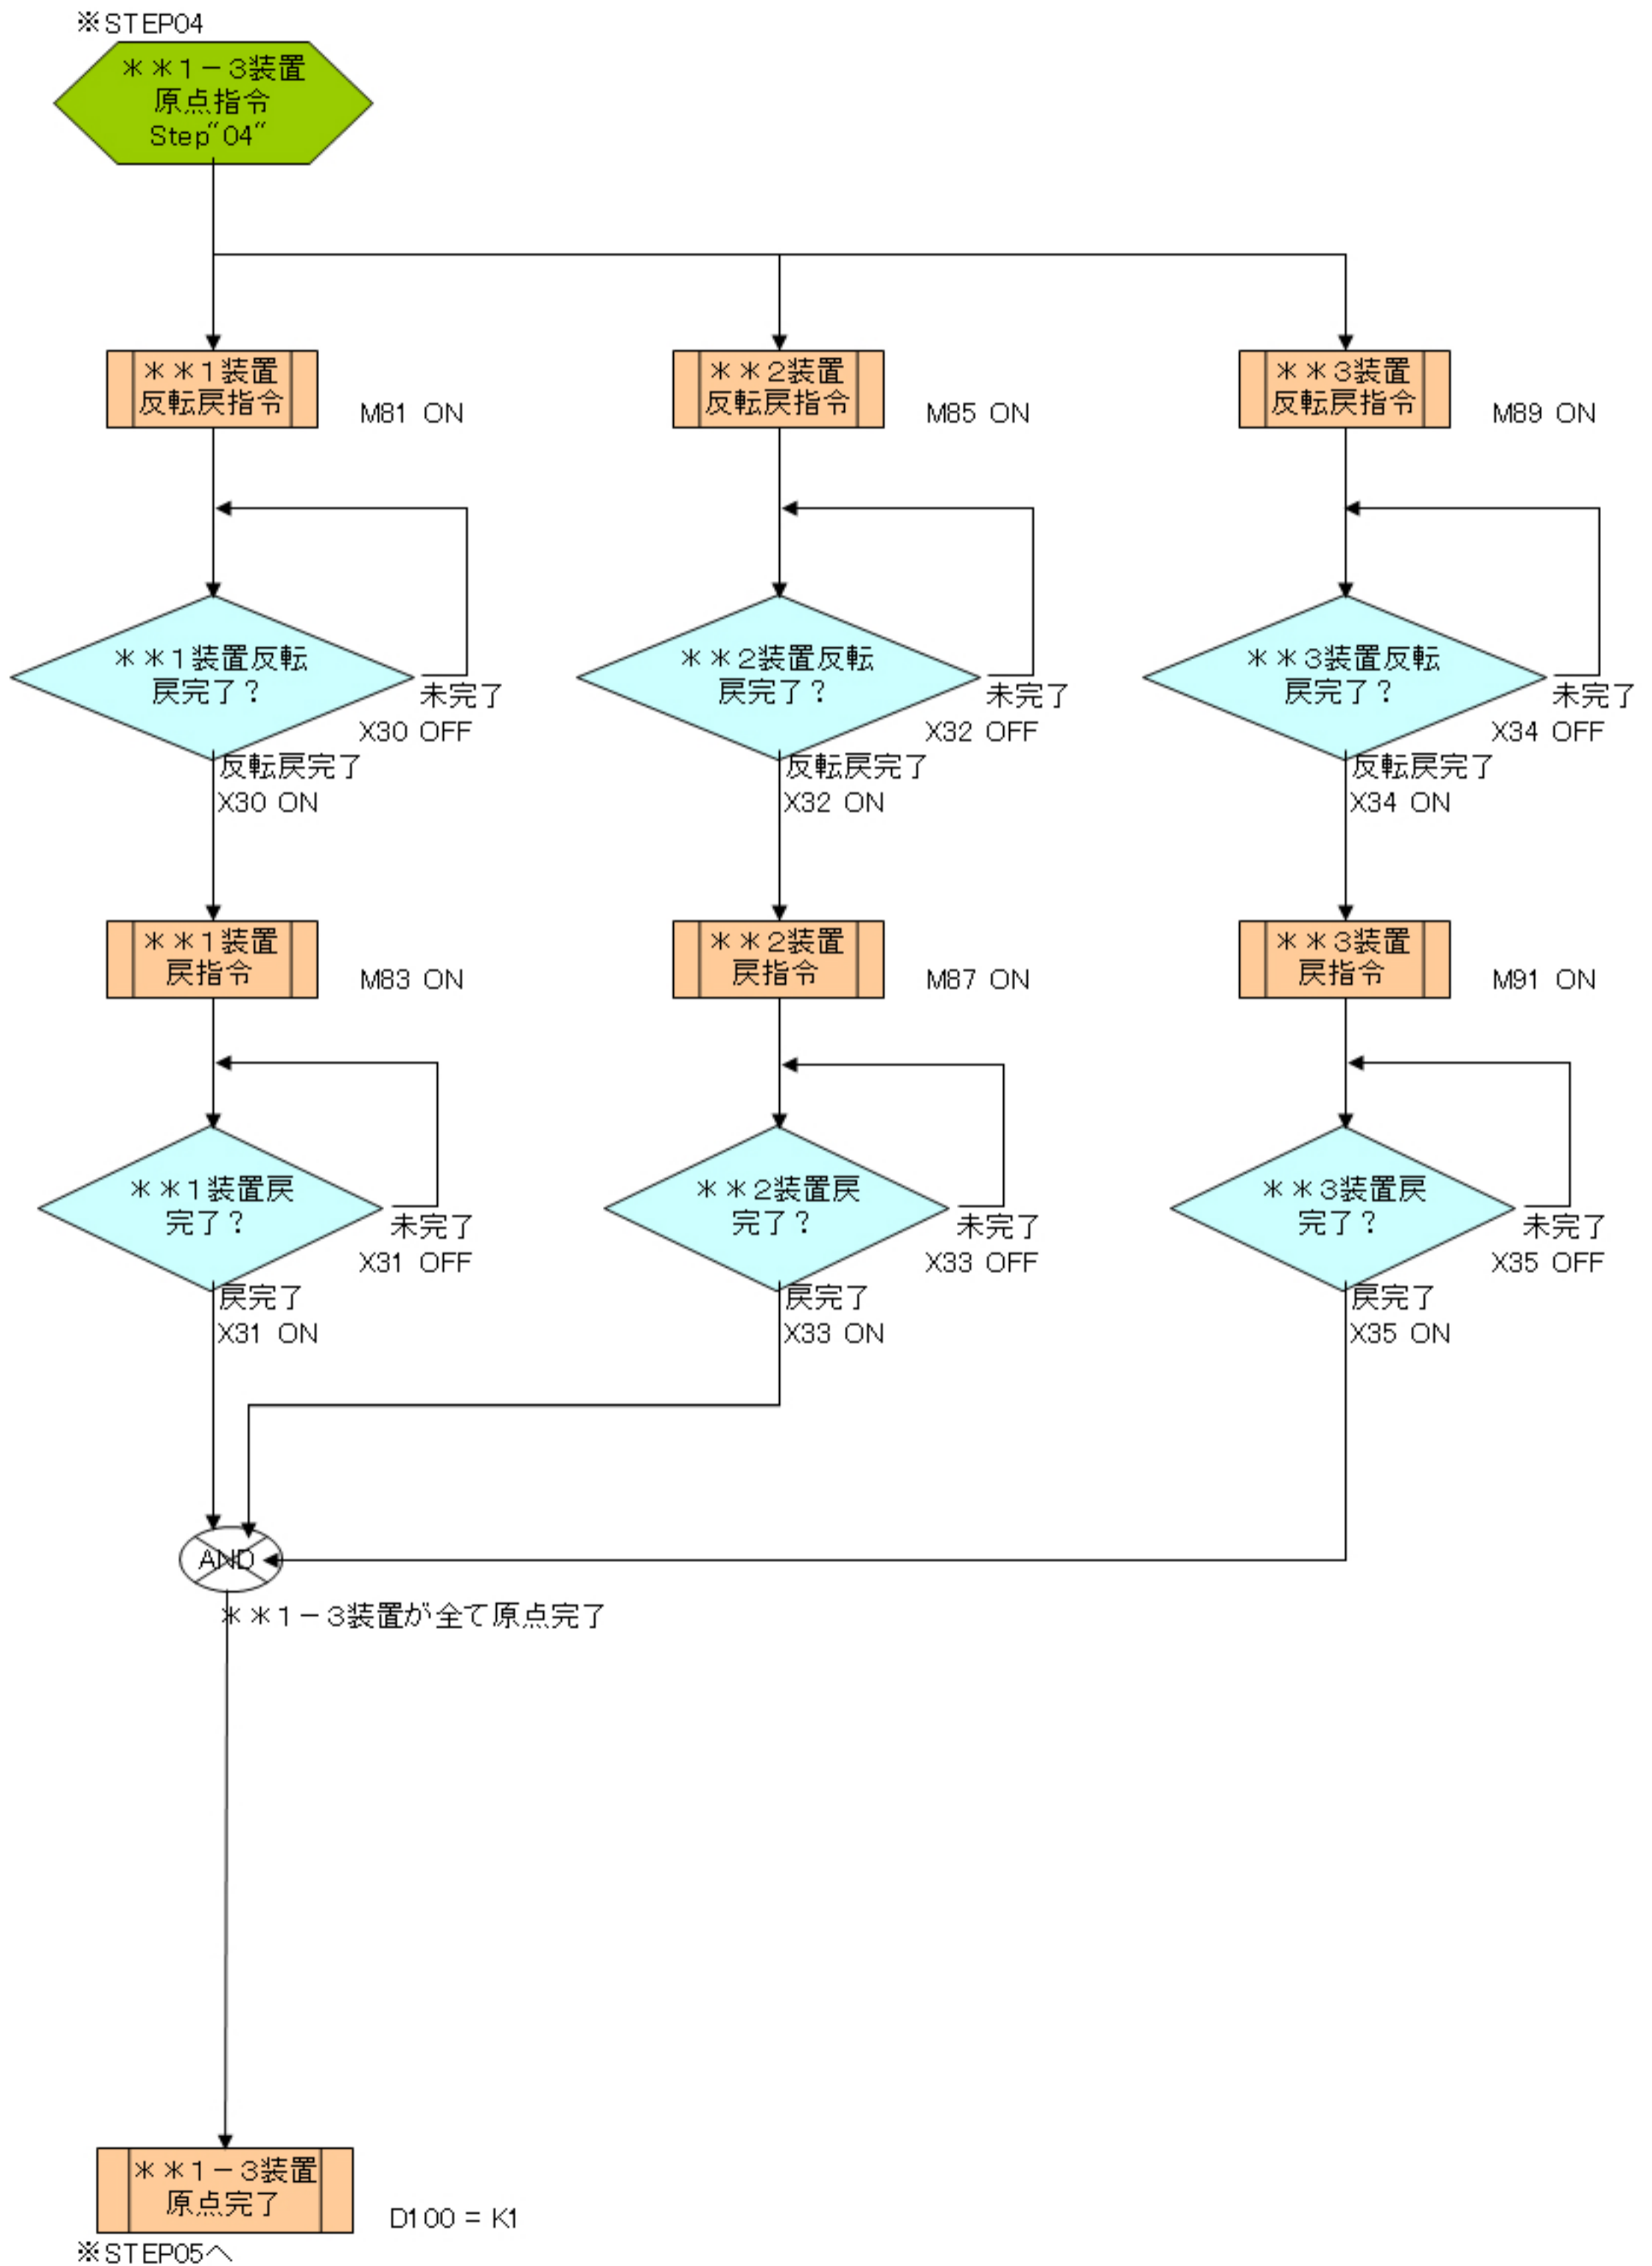 ※STEP04
＊＊1－3装置
原点指令
Step"04"
＊＊1装置
反転戻指令
M81 ON
＊＊2装置
反転戻指令
M85 ON
＊＊3装置
反転戻指令
M89 ON
＊＊1装置反転
戻完了？
未完了
X30 OFF
反転戻完了
X30 ON
＊＊2装置反転
戻完了？
未完了
X32 OFF
反転戻完了
X32 ON
＊＊3装置反転
戻完了？
未完了
X34 OFF
反転戻完了
X34 ON
＊＊1装置
戻指令
M83 ON
＊＊2装置
戻指令
M87 ON
＊＊3装置
戻指令
M91 ON
＊＊1装置戻
完了？
未完了
X31 OFF
戻完了
X31 ON
＊＊2装置戻
完了？
未完了
X33 OFF
戻完了
X33 ON
＊＊3装置戻
完了？
未完了
X35 OFF
戻完了
X35 ON
AND
＊＊1－3装置が全て原点完了
＊＊1－3装置
原点完了
D100 = K1
※STEP05へ